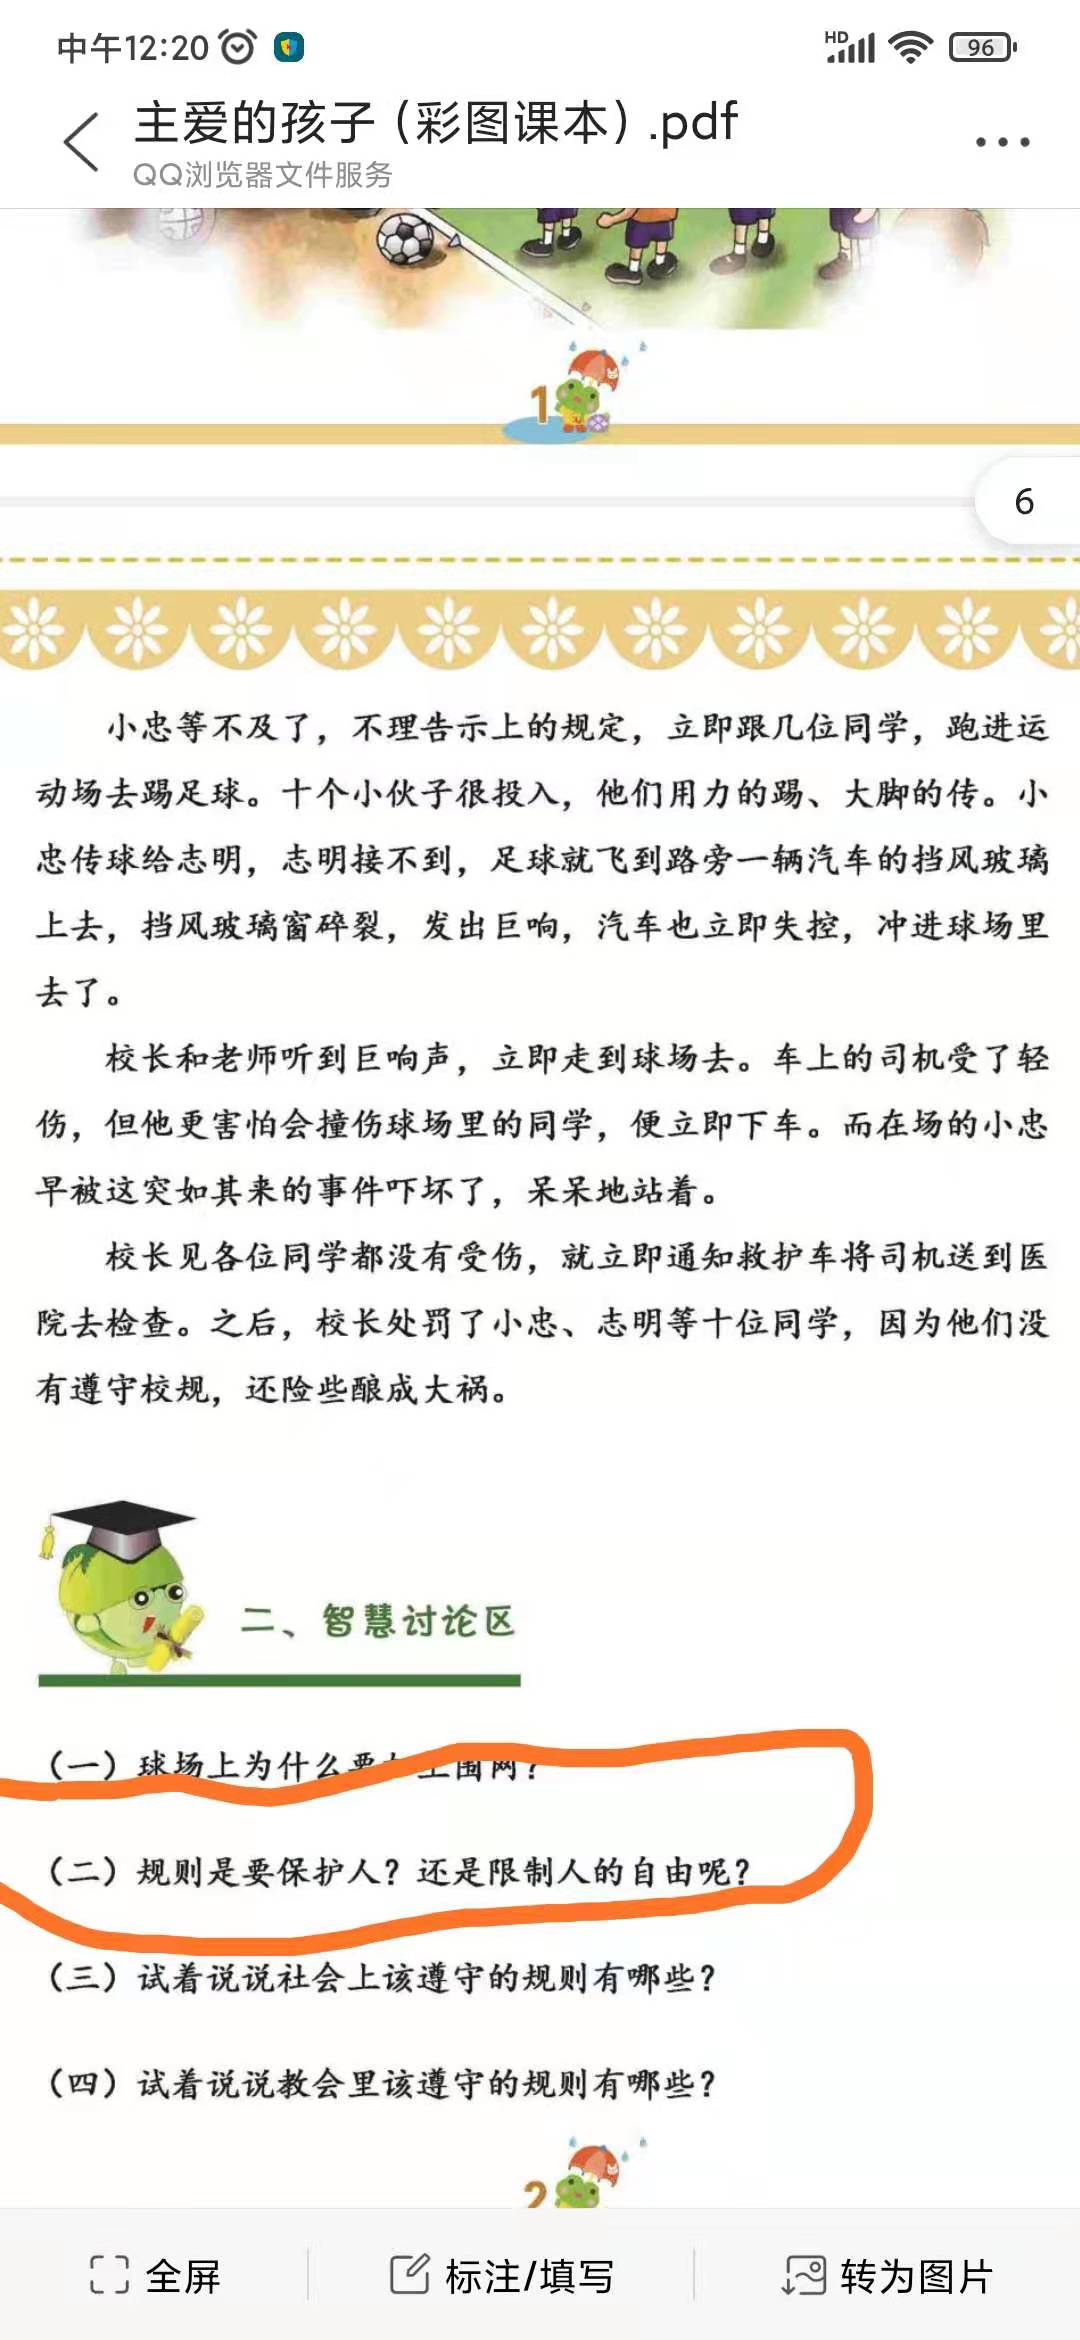 中午12:20
HD
96
主爱的孩子（彩图课本）.pdf
QQ浏览器文件服务
1
6
小忠等不及了，不理告示上的规定，立即跟几位同学，跑进运
动场去踢足球。十个小伙子很投入，他们用力的踢、大脚的传。小
忠传球给志明，志明接不到，足球就飞到路旁一辆汽车的挡风玻璃
上去，挡风玻璃窗碎裂，发出巨响，汽车也立即失控，冲进球场里
去了。
校长和老师听到巨响声，立即走到球场去。车上的司机受了轻
伤，但他更害怕会撞伤球场里的同学，便立即下车。而在场的小忠
早被这突如其来的事件吓坏了，呆呆地站着。
校长见各位同学都没有受伤，就立即通知救护车将司机送到医
院去检查。之后，校长处罚了小忠、志明等十位同学，因为他们没
有遵守校规，还险些酿成大祸。
二、智慧讨论区
（一）球场上为什么要上围网？
（二）规则是要保护人？还是限制人的自由呢？
（三）试着说说社会上该遵守的规则有哪些？
（四）试着说说教会里该遵守的规则有哪些？
2
全屏
标注/填写
转为图片